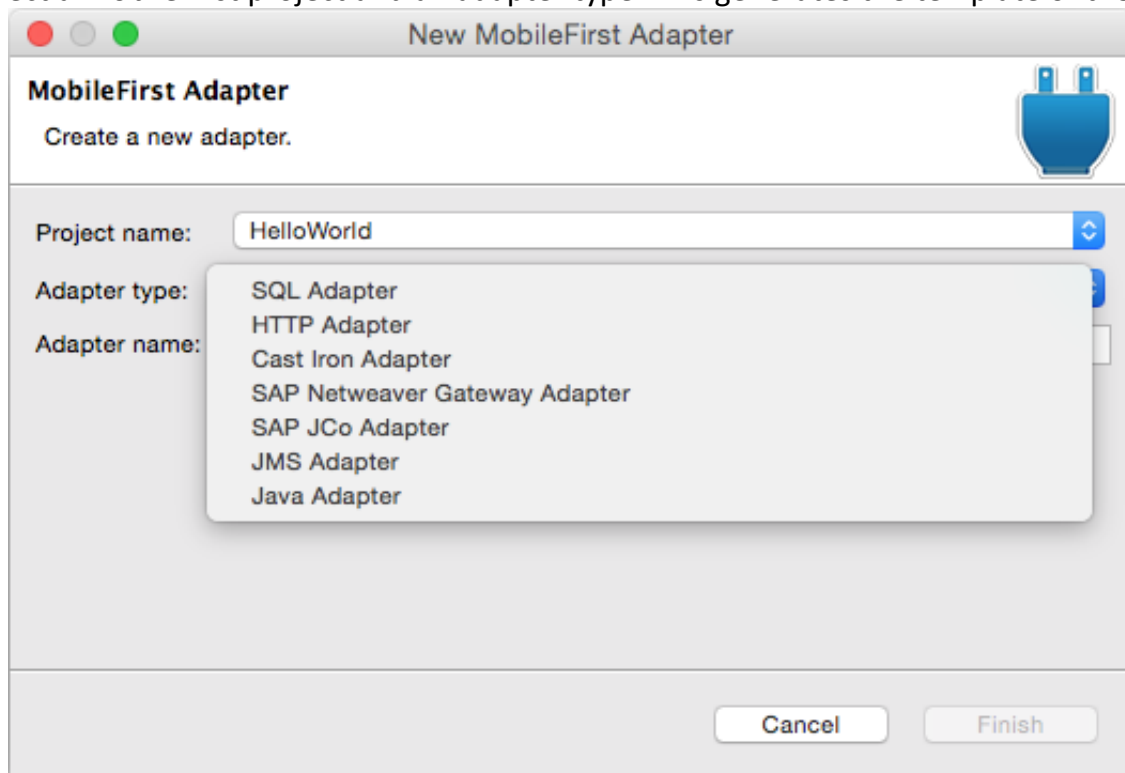 New MobileFirst Adapter
MobileFirst Adapter
Create a new adapter.
Project name: HelloWorld
Adapter type:
SQL Adapter
HTTP Adapter
Adapter name:
Cast Iron Adapter
SAP Netweaver Gateway Adapter
SAP JCo Adapter
JMS Adapter
Java Adapter
Cancel Finish